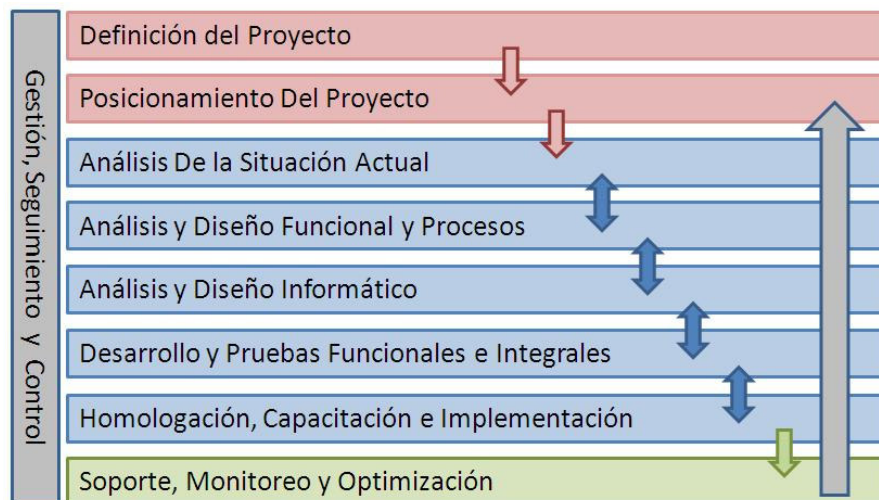 Gestión, Seguimiento y Control
Definición del Proyecto
Posicionamiento Del Proyecto
Análisis De la Situación Actual
Análisis y Diseño Funcional y Procesos
Análisis y Diseño Informático
Desarrollo y Pruebas Funcionales e Integrales
Homologación, Capacitación e Implementación
Soporte, Monitoreo y Optimización